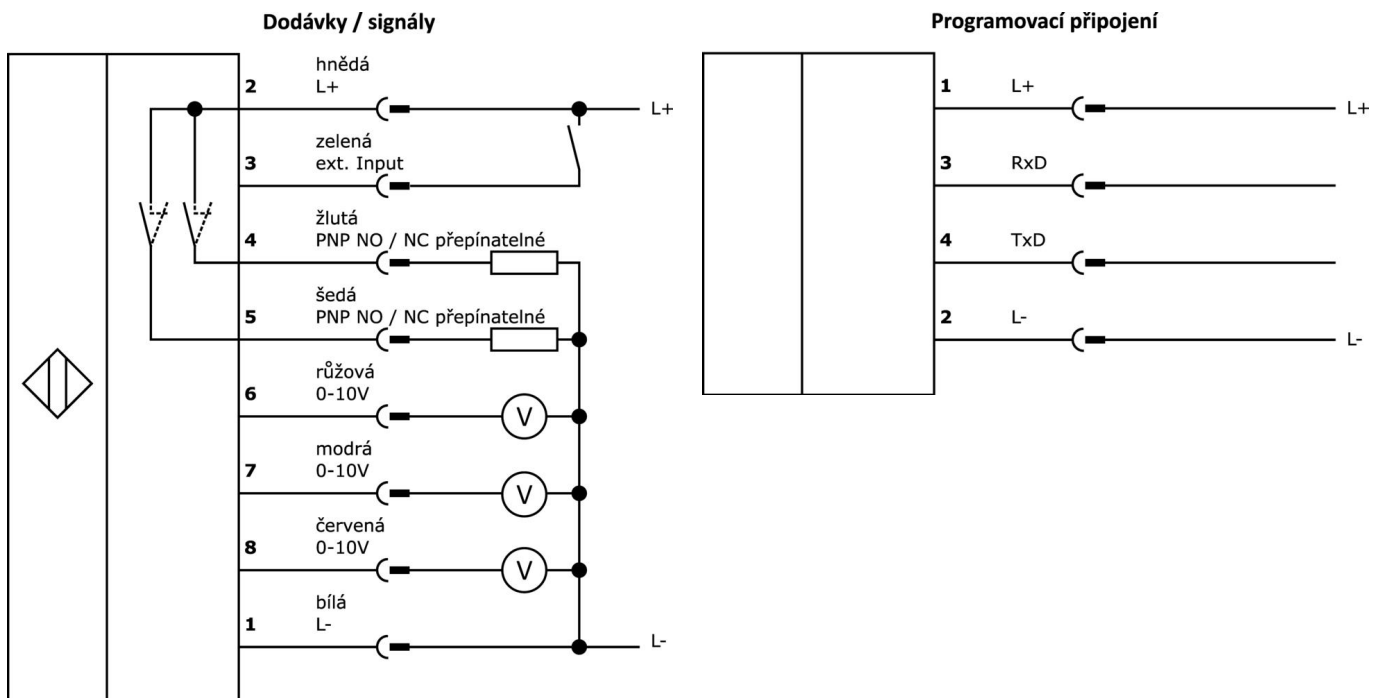 Dodávky / signály
hnědá
2 L+ L+
zelená
3 ext. Input
žlutá
4 PNP NO / NC přepínatelné
šedá
5 PNP NO / NC přepínatelné
růžová
6 0-10V V
modrá
7 0-10V V
červená
8 0-10V V
bílá
1 L- L-
Programovací připojení
1 L+ L+
3 RxD
4 TxD
2 L- L-